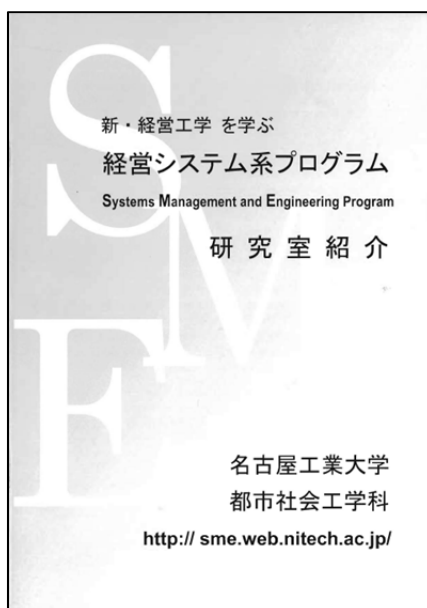 SME
新・経営工学 を学ぶ
経営システム系プログラム
Systems Management and Engineering Program
研 究 室 紹 介
名古屋工業大学
都市社会工学科
http:// sme.web.nitech.ac.jp/